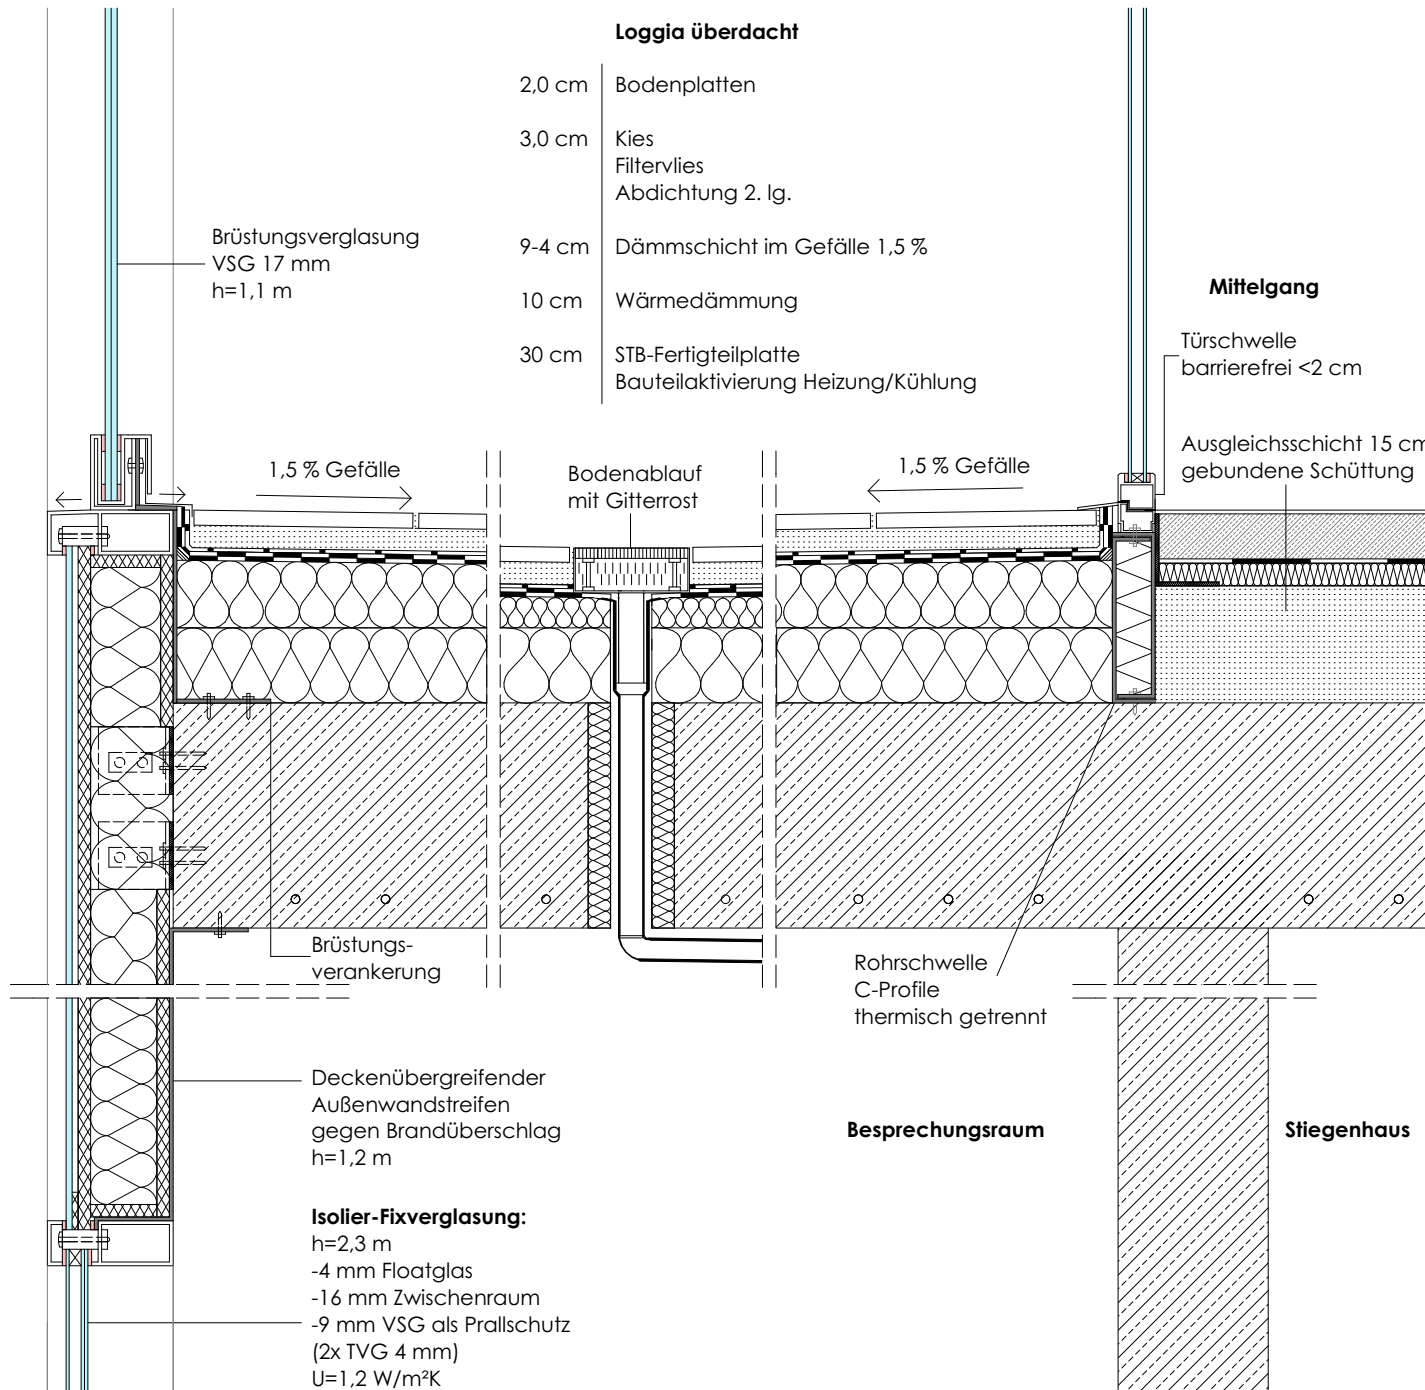 Loggia überdacht
2,0 cm Bodenplatten
3,0 cm Kies
Filtervlies
Abdichtung 2. lg.
9-4 cm Dämmschicht im Gefälle 1,5 %
10 cm Wärmedämmung
30 cm STB-Fertigteilplatte
Bauteilaktivierung Heizung/Kühlung
Brüstungsverglasung
VSG 17 mm
h=1,1 m
Mittelgang
Türschwelle
barrierefrei <2 cm
Ausgleichsschicht 15 cm
gebundene Schüttung
1,5 % Gefälle
Bodenablauf
mit Gitterrost
1,5 % Gefälle
Brüstungs-
verankerung
Rohrschwelle
C-Profile
thermisch getrennt
Deckenübergreifender
Außenwandstreifen
gegen Brandüberschlag
h=1,2 m
Besprechungsraum
Stiegenhaus
Isolier-Fixverglasung:
h=2,3 m
-4 mm Floatglas
-16 mm Zwischenraum
-9 mm VSG als Prallschutz
(2x TVG 4 mm)
U=1,2 W/m²K